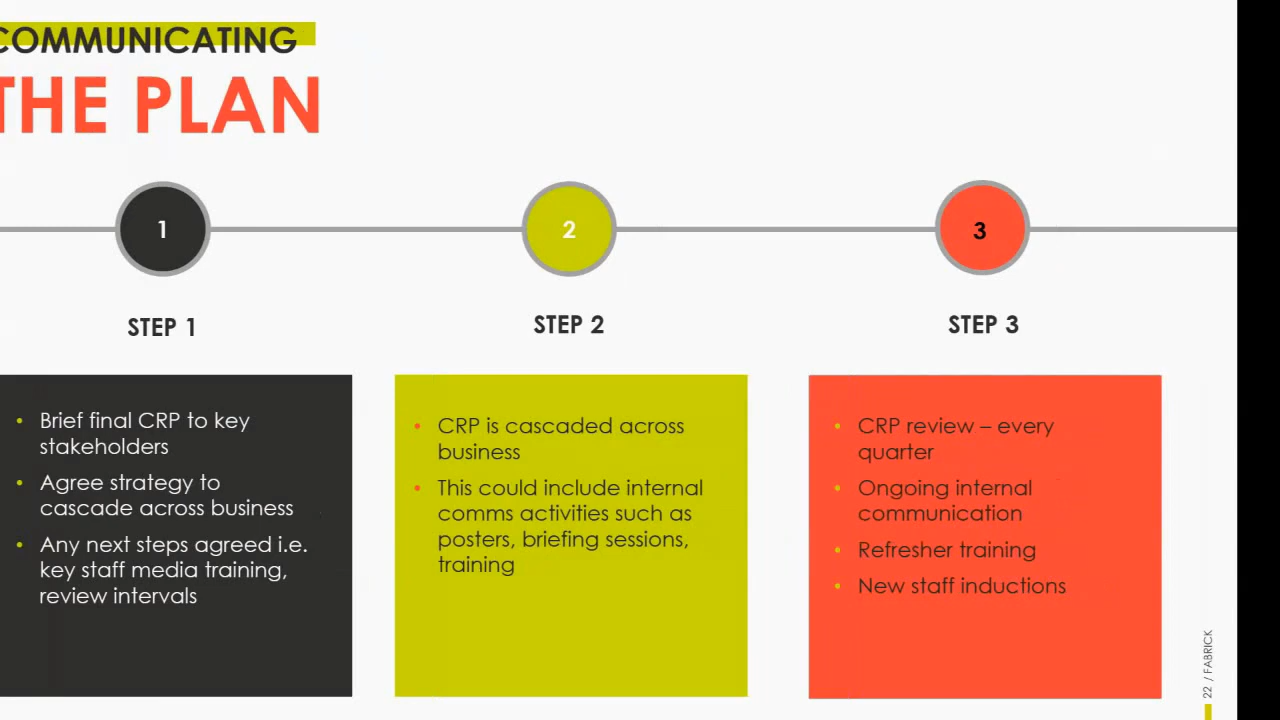 COMMUNICATING
THE PLAN
1
2
3
STEP 1
STEP 2
STEP 3
• Brief final CRP to key
stakeholders
• Agree strategy to
cascade across business
• Any next steps agreed i.e.
key staff media training,
review intervals
• CRP is cascaded across
business
• This could include internal
comms activities such as
posters, briefing sessions,
training
• CRP review – every
quarter
• Ongoing internal
communication
• Refresher training
• New staff inductions
22 / FABRICK